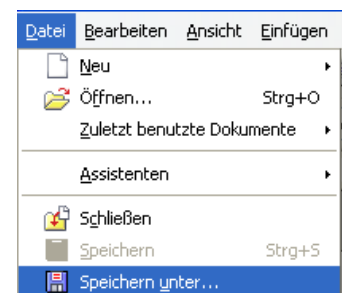 Datei Bearbeiten Ansicht Einfügen
Neu
Öffnen... Strg+O
Zuletzt benutzte Dokumente
Assistenten
Schließen
Speichern Strg+S
Speichern unter...